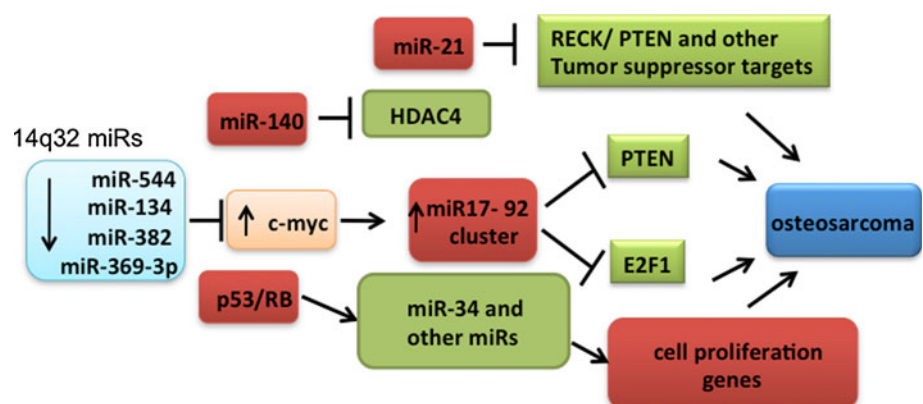 miR-21
RECK/ PTEN and other
Tumor suppressor targets
miR-140
HDAC4
14q32 miRs
miR-544
miR-134
miR-382
miR-369-3p
c-myc
miR17- 92
cluster
PTEN
E2F1
osteosarcoma
p53/RB
miR-34 and
other miRs
cell proliferation
genes